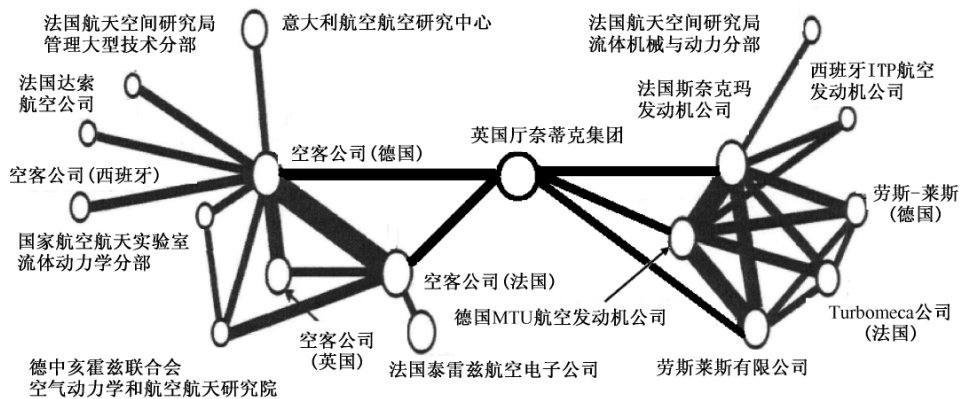 法国航天空间研究局
管理大型技术分部
意大利航空航空研究中心
法国航天空间研究局
流体机械与动力分部
法国达索
航空公司
法国斯奈克玛
发动机公司
西班牙ITP航空
发动机公司
英国厅奈蒂克集团
空客公司(德国)
空客公司(西班牙)
劳斯-莱斯
(德国)
国家航空航天实验室
流体动力学分部
空客公司(法国)
德国MTU航空发动机公司
Turbomeca公司
(法国)
空客公司
(英国)
德中亥霍兹联合会
空气动力学和航空航天研究院
法国泰雷兹航空电子公司
劳斯莱斯有限公司